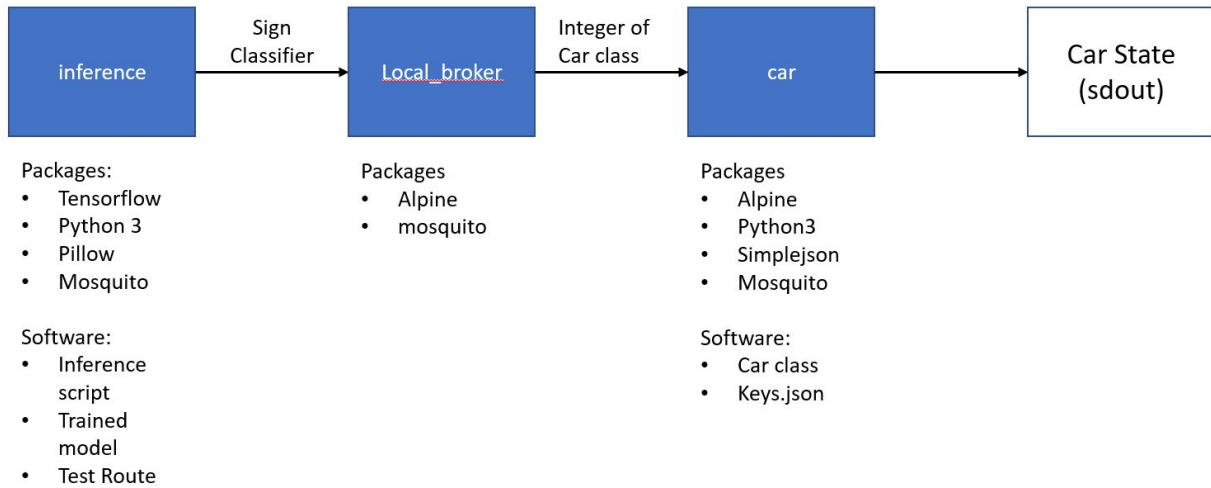 inference
Sign
Classifier
Local_broker
Integer of
Car class
car
Car State
(sdout)
Packages:
• Tensorflow
• Python 3
• Pillow
• Mosquito
Software:
• Inference
script
• Trained
model
• Test Route
Packages
• Alpine
• mosquito
Packages
• Alpine
• Python3
• Simplejson
• Mosquito
Software:
• Car class
• Keys.json